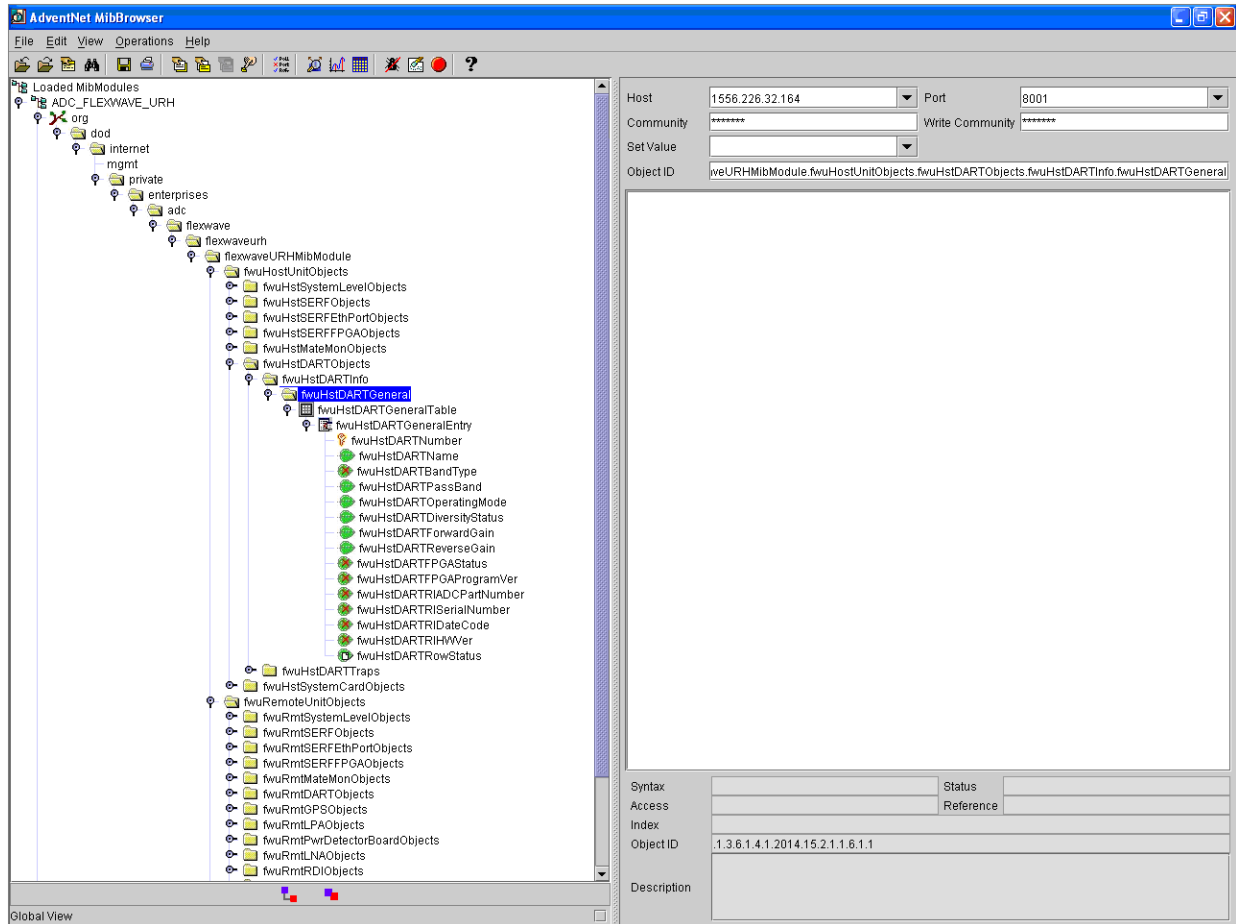 AdventNet MibBrowser
File Edit View Operations Help
Loaded MibModules
ADC_FLEXWAVE_URH
org
dod
internet
mgmt
private
enterprises
adc
flexwave
flexwaveurh
flexwaveURHMibModule
fwuHostUnitObjects
fwuHstSystemLevelObjects
fwuHstSERFObjects
fwuHstSERFEthPortObjects
fwuHstSERFFPGAObjects
fwuHstMateMonObjects
fwuHstDARTObjects
fwuHstDARTInfo
fwuHstDARTGeneral
fwuHstDARTGeneralTable
fwuHstDARTGeneralEntry
fwuHstDARTNumber
fwuHstDARTName
fwuHstDARTBandType
fwuHstDARTPassBand
fwuHstDARTOperatingMode
fwuHstDARTDiversityStatus
fwuHstDARTForwardGain
fwuHstDARTReverseGain
fwuHstDARTFPGAStatus
fwuHstDARTFPGAProgramVer
fwuHstDARTRIADCPartNumber
fwuHstDARTRISerialNumber
fwuHstDARTRIDateCode
fwuHstDARTRIHWVer
fwuHstDARTRowStatus
fwuHstDARTTraps
fwuHstSystemCardObjects
fwuRemoteUnitObjects
fwuRmtSystemLevelObjects
fwuRmtSERFObjects
fwuRmtSERFEthPortObjects
fwuRmtSERFFPGAObjects
fwuRmtMateMonObjects
fwuRmtDARTObjects
fwuRmtGPSObjects
fwuRmtLPAObjects
fwuRmtPwrDetectorBoardObjects
fwuRmtLNAObjects
fwuRmtRDIObjects
Global View
Host 1556.226.32.164 Port 8001
Community ******* Write Community *******
Set Value
Object ID weURHMibModule.fwuHostUnitObjects.fwuHstDARTObjects.fwuHstDARTInfo.fwuHstDARTGeneral
Syntax Status
Access Reference
Index
Object ID .1.3.6.1.4.1.2014.15.2.1.1.6.1.1
Description